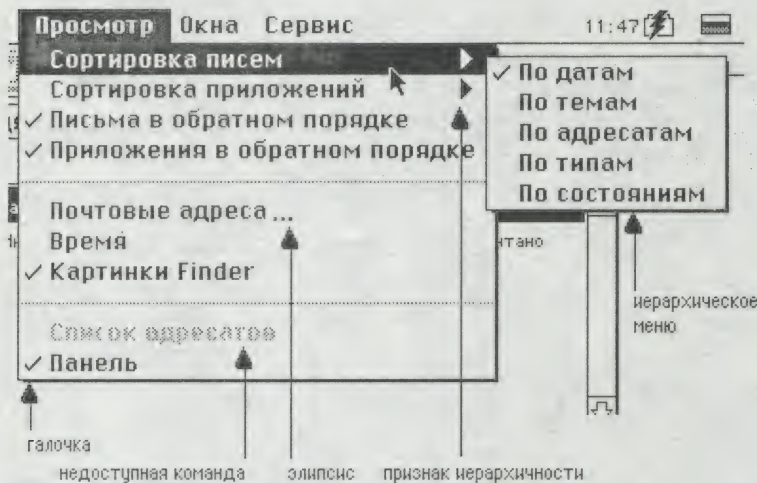 Просмотр Окна Сервис 11:47
Сортировка писем
Сортировка приложений
✓ Письма в обратном порядке
✓ Приложения в обратном порядке
Почтовые адреса ...
Время
✓ Картинки Finder
Список адресатов
✓ Панель
✓ По датам
По темам
По адресатам
По типам
По состояниям
нтано
иерархическое
меню
галочка
недоступная команда
элипсис
признак иерархичности